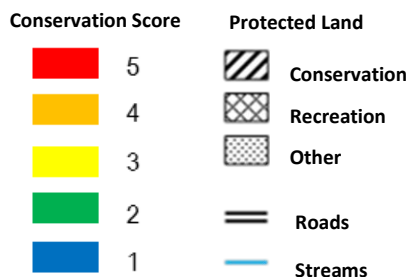 Conservation Score
5
4
3
2
1
Protected Land
Conservation
Recreation
Other
Roads
Streams